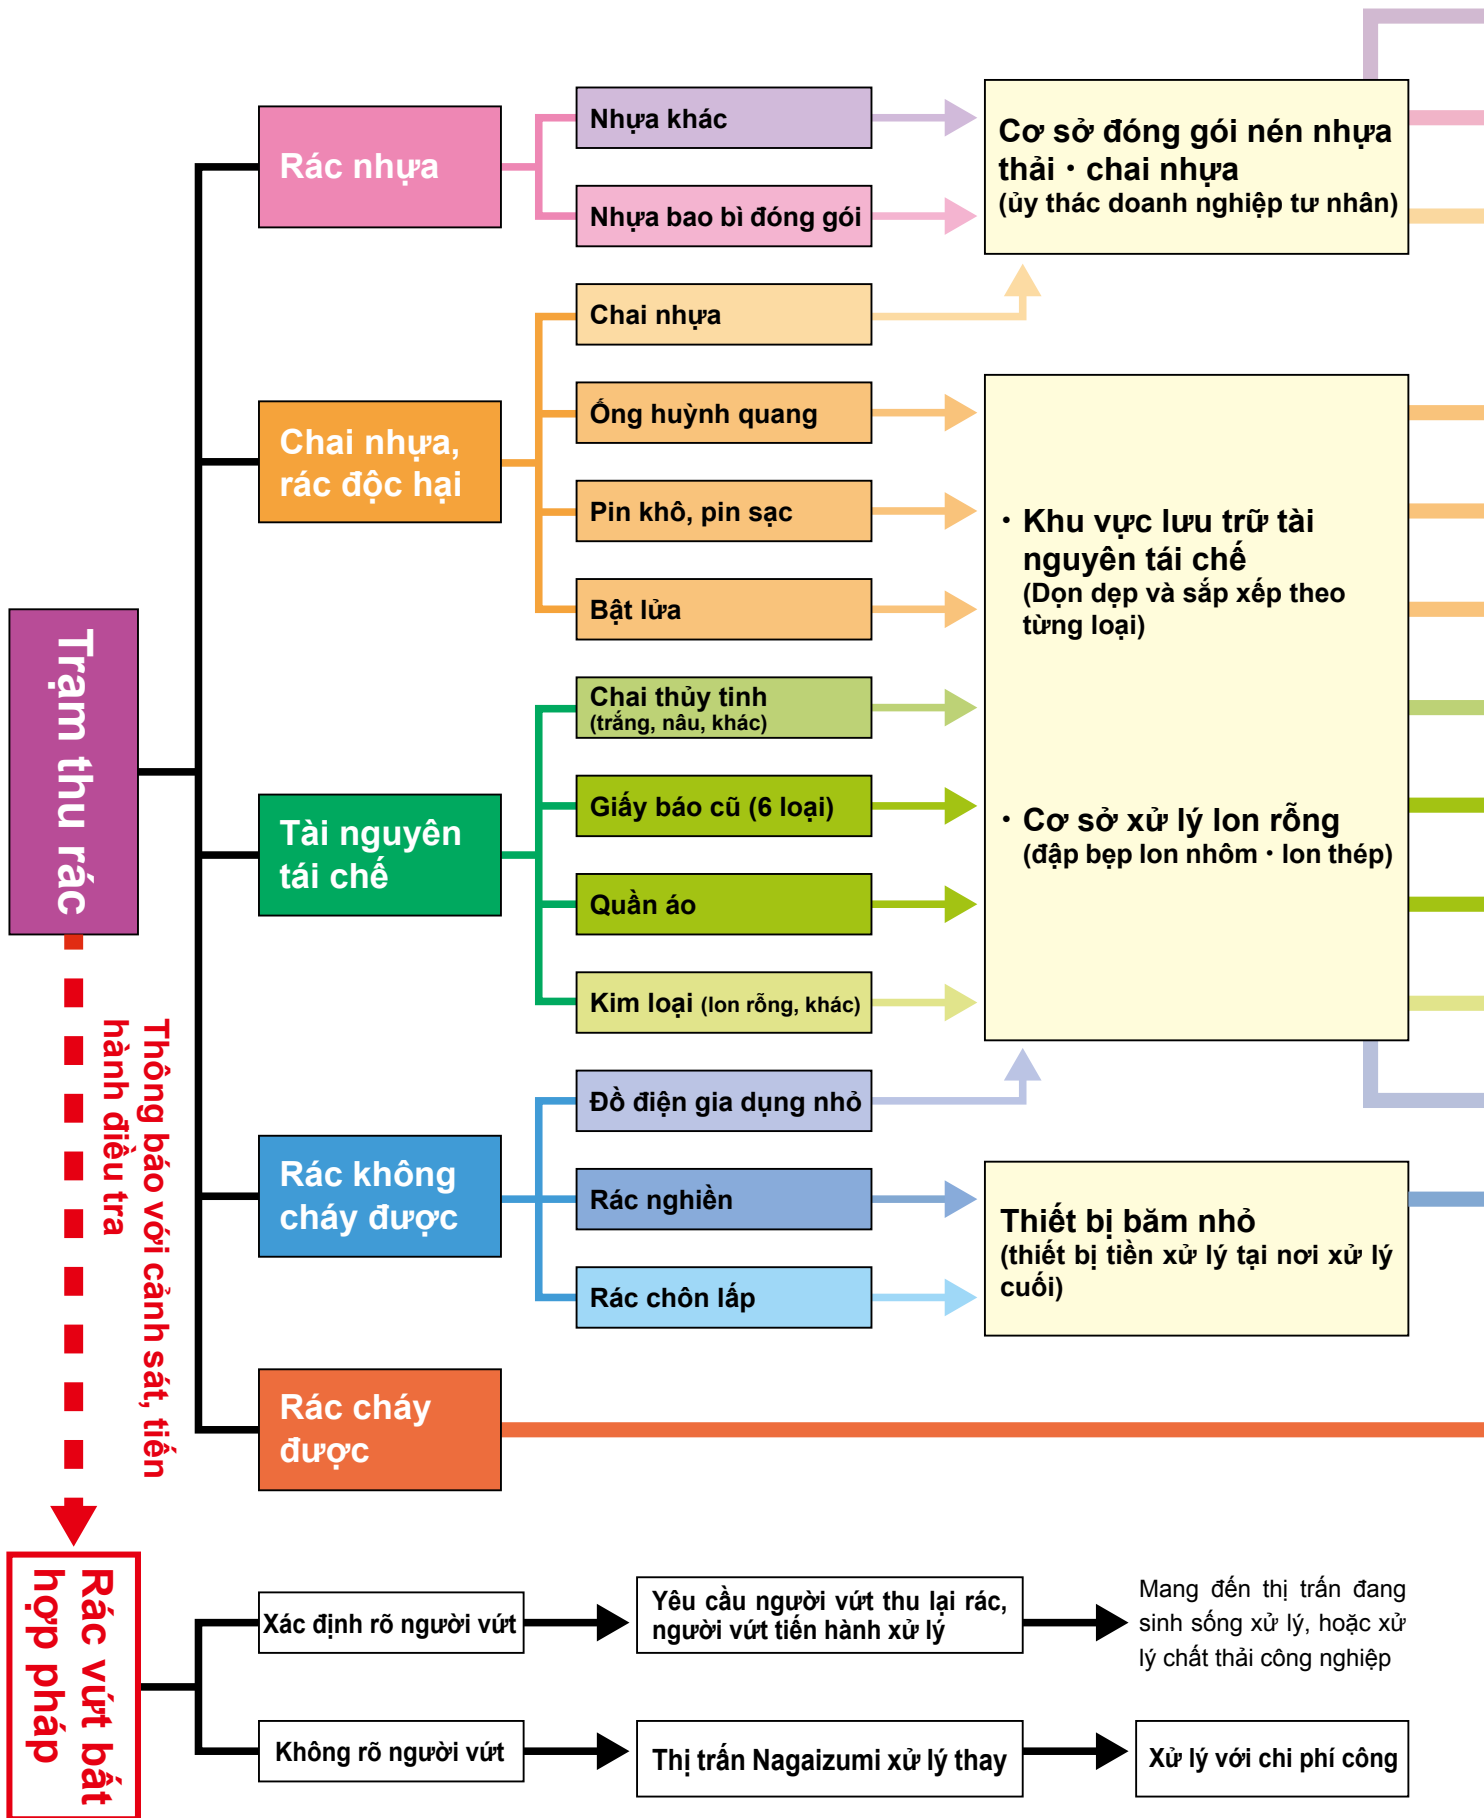 Trạm thu rác
Thông báo với cảnh sát, tiến
hành điều tra
Rác nhựa
Nhựa khác
Nhựa bao bì đóng gói
Cơ sở đóng gói nén nhựa
thải・chai nhựa
(ủy thác doanh nghiệp tư nhân)
Chai nhựa,
rác độc hại
Chai nhựa
Ống huỳnh quang
Pin khô, pin sạc
Bật lửa
・Khu vực lưu trữ tài
nguyên tái chế
(Dọn dẹp và sắp xếp theo
từng loại)
・Cơ sở xử lý lon rỗng
(đập bẹp lon nhôm・lon thép)
Tài nguyên
tái chế
Chai thủy tinh
(trắng, nâu, khác)
Giấy báo cũ (6 loại)
Quần áo
Kim loại (lon rỗng, khác)
Rác không
cháy được
Đồ điện gia dụng nhỏ
Rác nghiền
Rác chôn lấp
Thiết bị băm nhỏ
(thiết bị tiền xử lý tại nơi xử lý
cuối)
Rác cháy
được
Rác vứt bất
hợp pháp
Xác định rõ người vứt
Yêu cầu người vứt thu lại rác,
người vứt tiến hành xử lý
Mang đến thị trấn đang
sinh sống xử lý, hoặc xử
lý chất thải công nghiệp
Không rõ người vứt
Thị trấn Nagaizumi xử lý thay
Xử lý với chi phí công